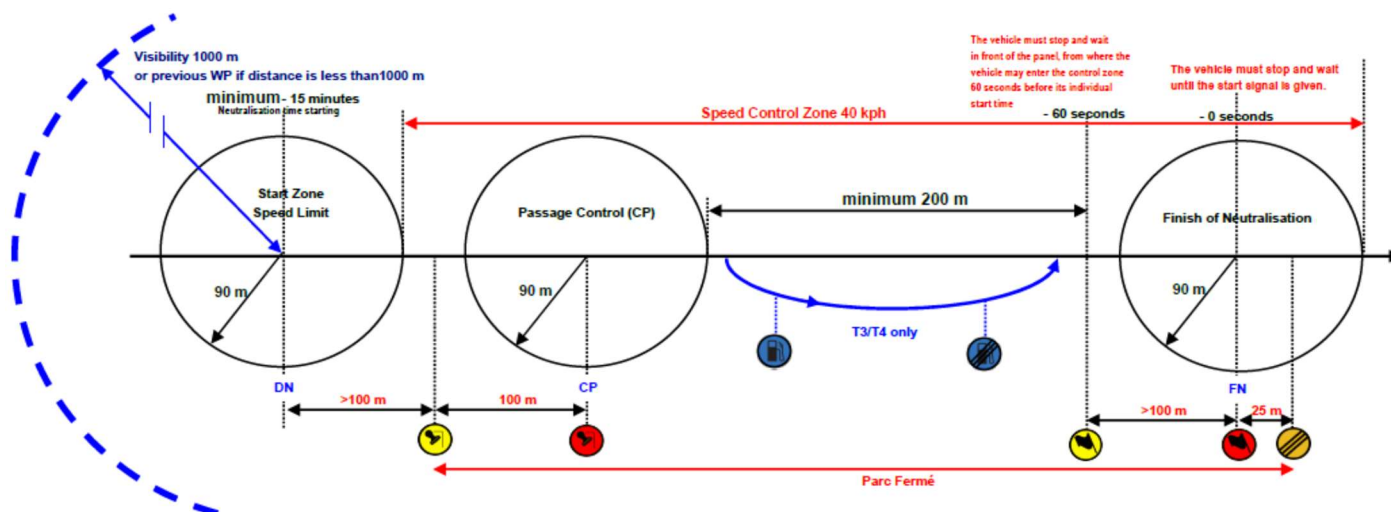 The vehicle must stop and wait
in front of the panel, from where the
vehicle may enter the control zone
60 seconds before its individual
start time
Visibility 1000 m
or previous WP if distance is less than1000 m
The vehicle must stop and wait
until the start signal is given.
minimum - 15 minutes
Neutralisation time starting
Speed Control Zone 40 kph
- 60 seconds
- 0 seconds
Start Zone
Speed Limit
Passage Control (CP)
minimum 200 m
Finish of Neutralisation
90 m
90 m
90 m
T3/T4 only
DN
CP
FN
>100 m
100 m
>100 m
25 m
Parc Fermé